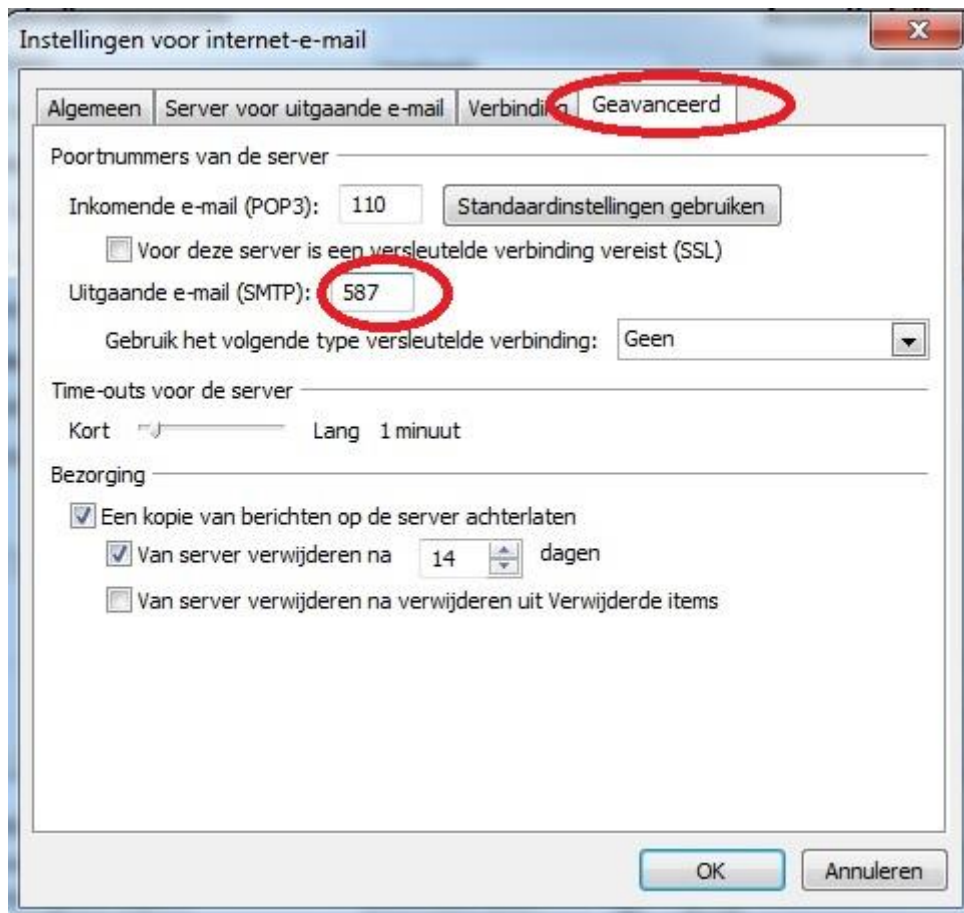 Instellingen voor internet-e-mail
Algemeen Server voor uitgaande e-mail Verbinding Geavanceerd
Poortnummers van de server
Inkomende e-mail (POP3): 110 Standaardinstellingen gebruiken
Voor deze server is een versleutelde verbinding vereist (SSL)
Uitgaande e-mail (SMTP): 587
Gebruik het volgende type versleutelde verbinding: Geen
Time-outs voor de server
Kort Lang 1 minuut
Bezorging
Een kopie van berichten op de server achterlaten
Van server verwijderen na 14 dagen
Van server verwijderen na verwijderen uit Verwijderde items
OK Annuleren